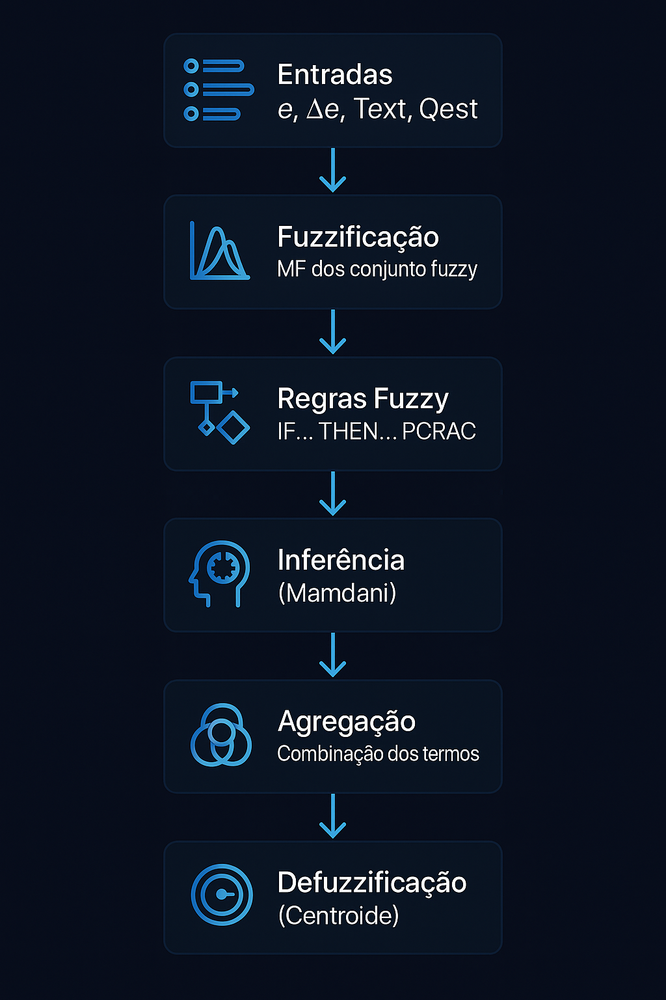 Entradas
e, Δe, Text, Qest
Fuzzificação
MF dos conjunto fuzzy
Regras Fuzzy
IF... THEN... PCRAC
Inferência
(Mamdani)
Agregação
Combinação dos termos
Defuzzificação
(Centroide)